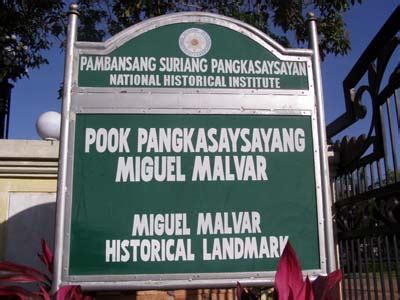 PAMBANSANG SURIANG PANGKASAYSAYAN
NATIONAL HISTORICAL INSTITUTE
POOK PANGKASAYSAYANG
MIGUEL MALVAR
MIGUEL MALVAR
HISTORICAL LANDMARK